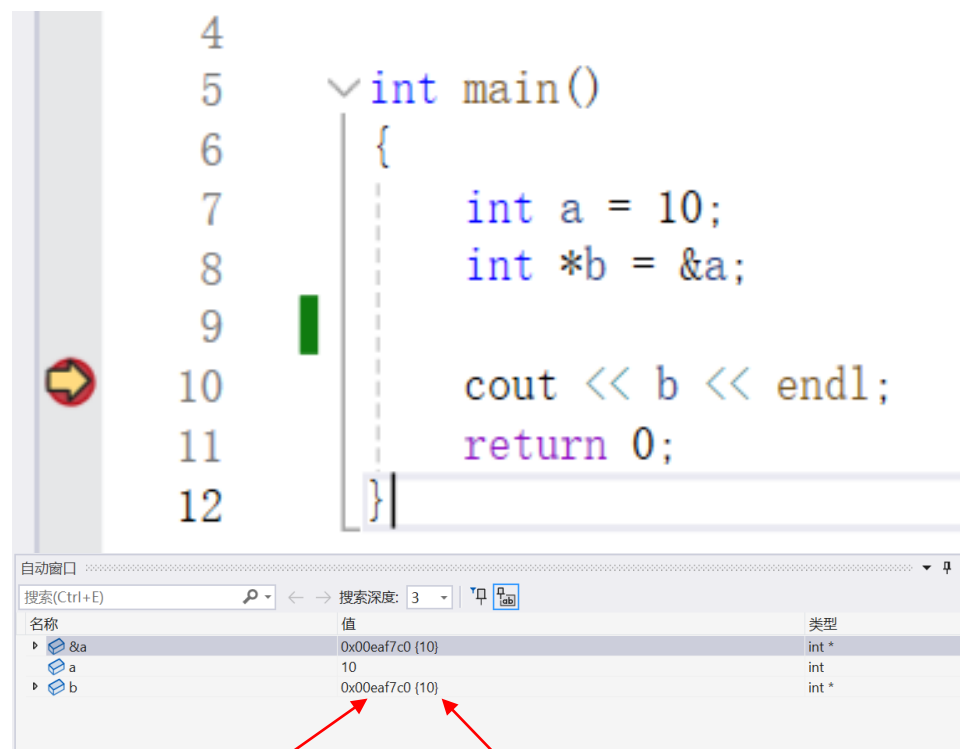 4
5 int main()
6 {
7 int a = 10;
8 int *b = &a;
9
10 cout << b << endl;
11 return 0;
12 }
自动窗口
搜索(Ctrl+E) 搜索深度: 3
名称 值 类型
&a 0x00eaf7c0 {10} int *
a 10 int
b 0x00eaf7c0 {10} int *